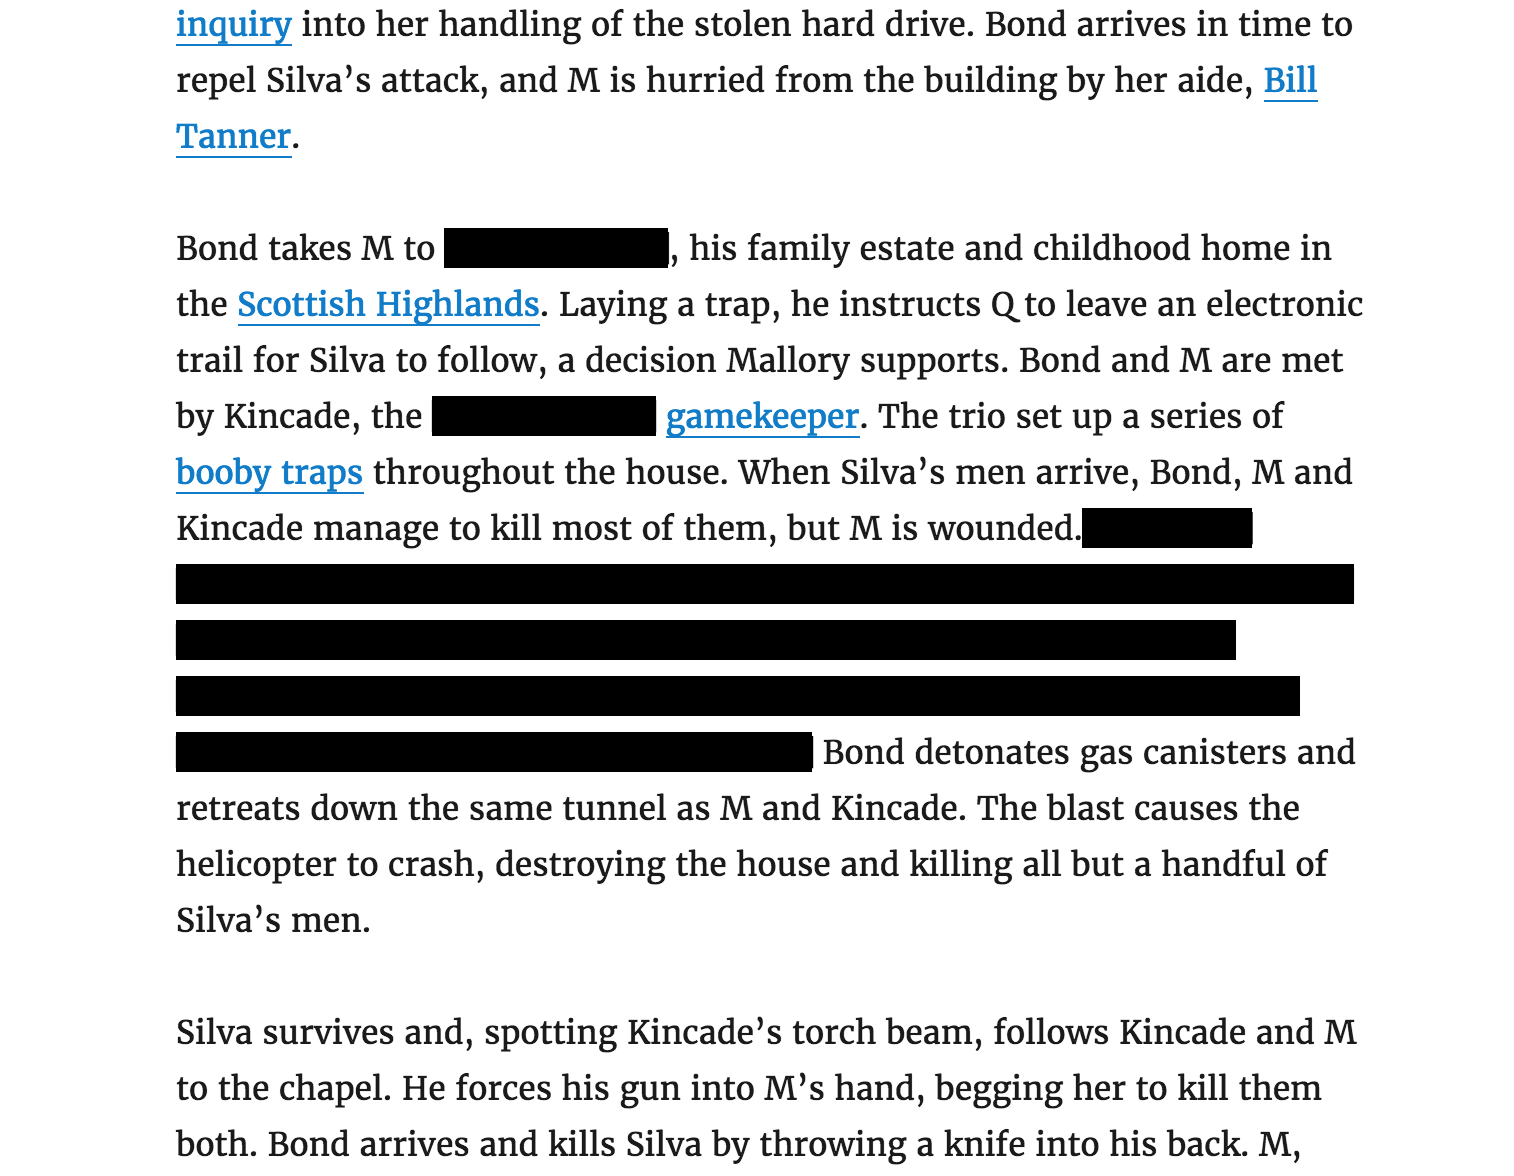 inquiry into her handling of the stolen hard drive. Bond arrives in time to
repel Silva’s attack, and M is hurried from the building by her aide, Bill
Tanner.
Bond takes M to , his family estate and childhood home in
the Scottish Highlands. Laying a trap, he instructs Q to leave an electronic
trail for Silva to follow, a decision Mallory supports. Bond and M are met
by Kincade, the gamekeeper. The trio set up a series of
booby traps throughout the house. When Silva’s men arrive, Bond, M and
Kincade manage to kill most of them, but M is wounded.
Bond detonates gas canisters and
retreats down the same tunnel as M and Kincade. The blast causes the
helicopter to crash, destroying the house and killing all but a handful of
Silva’s men.
Silva survives and, spotting Kincade’s torch beam, follows Kincade and M
to the chapel. He forces his gun into M’s hand, begging her to kill them
both. Bond arrives and kills Silva by throwing a knife into his back. M,